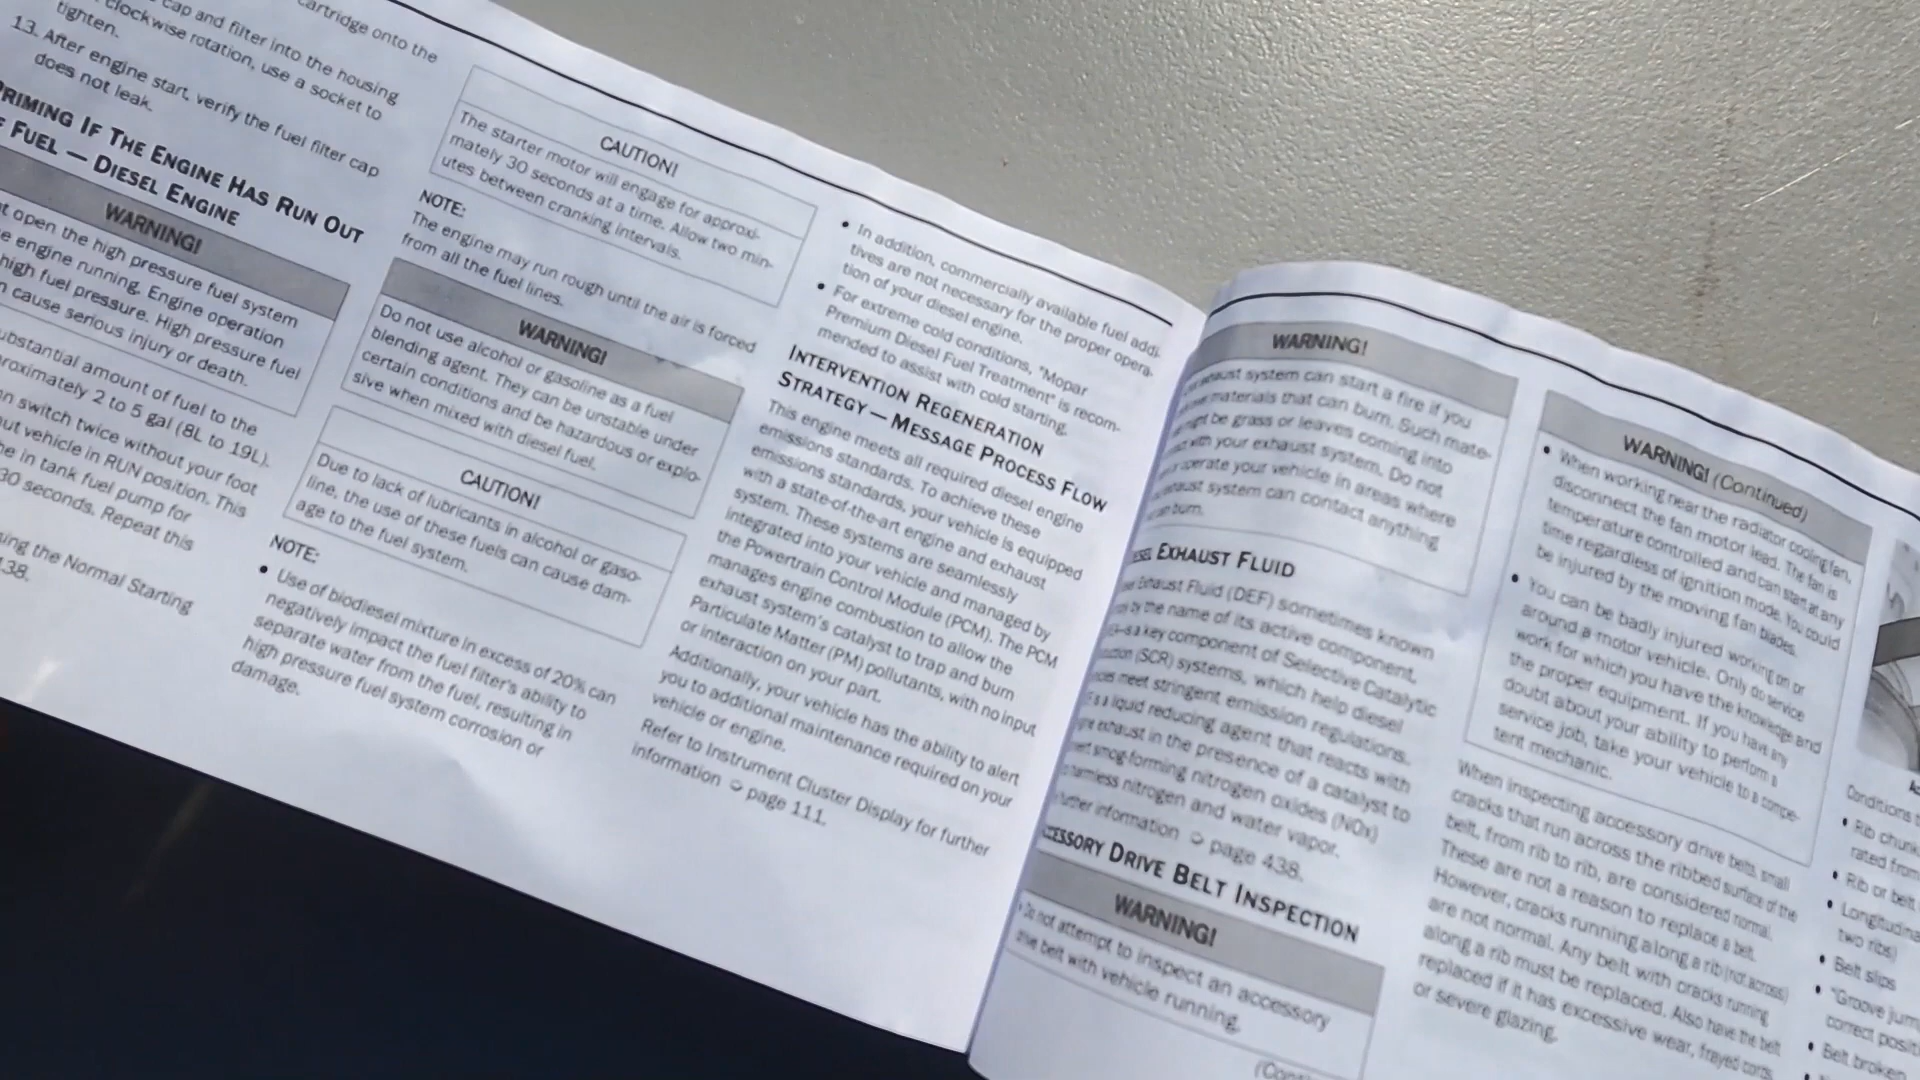 cartridge onto the
cap and filter into the housing
clockwise rotation, use a socket to
tighten.
13. After engine start, verify the fuel filter cap
does not leak.
PRIMING IF THE ENGINE HAS RUN OUT
FUEL — DIESEL ENGINE
WARNING!
open the high pressure fuel system
engine running. Engine operation
high fuel pressure. High pressure fuel
cause serious injury or death.
substantial amount of fuel to the
approximately 2 to 5 gal (8L to 19L).
switch twice without your foot
vehicle in RUN position. This
in tank fuel pump for
30 seconds. Repeat this
using the Normal Starting
CAUTION!
The starter motor will engage for approxi-
mately 30 seconds at a time. Allow two min-
utes between cranking intervals.
NOTE:
The engine may run rough until the air is forced
from all the fuel lines.
WARNING!
Do not use alcohol or gasoline as a fuel
blending agent. They can be unstable under
certain conditions and be hazardous or explo-
sive when mixed with diesel fuel.
CAUTION!
Due to lack of lubricants in alcohol or gaso-
line, the use of these fuels can cause dam-
age to the fuel system.
NOTE:
• Use of biodiesel mixture in excess of 20% can
negatively impact the fuel filter's ability to
separate water from the fuel, resulting in
high pressure fuel system corrosion or
damage.
• In addition, commercially available fuel addi-
tives are not necessary for the proper opera-
tion of your diesel engine.
• For extreme cold conditions, "Mopar
Premium Diesel Fuel Treatment" is recom-
mended to assist with cold starting.
INTERVENTION REGENERATION
STRATEGY — MESSAGE PROCESS FLOW
This engine meets all required diesel engine
emissions standards. To achieve these
emissions standards, your vehicle is equipped
with a state-of-the-art engine and exhaust
system. These systems are seamlessly
integrated into your vehicle and managed by
the Powertrain Control Module (PCM). The PCM
manages engine combustion to allow the
exhaust system's catalyst to trap and burn
Particulate Matter (PM) pollutants, with no input
or interaction on your part.
Additionally, your vehicle has the ability to alert
you to additional maintenance required on your
vehicle or engine.
Refer to Instrument Cluster Display for further
information page 111.
WARNING!
exhaust system can start a fire if you
materials that can burn. Such mate-
be grass or leaves coming into
with your exhaust system. Do not
operate your vehicle in areas where
exhaust system can contact anything
can burn.
EXHAUST FLUID
Exhaust Fluid (DEF) sometimes known
by the name of its active component,
is a key component of Selective Catalytic
(SCR) systems, which help diesel
meet stringent emission regulations.
is a liquid reducing agent that reacts with
exhaust in the presence of a catalyst to
smog-forming nitrogen oxides (NOx)
harmless nitrogen and water vapor.
further information page 438.
ACCESSORY DRIVE BELT INSPECTION
WARNING!
• Do not attempt to inspect an accessory
drive belt with vehicle running.
WARNING! (Continued)
• When working near the radiator cooling fan,
disconnect the fan motor lead. The fan is
temperature controlled and can start at any
time regardless of ignition mode. You could
be injured by the moving fan blades.
• You can be badly injured working on or
around a motor vehicle. Only do service
work for which you have the knowledge and
the proper equipment. If you have any
doubt about your ability to perform a
service job, take your vehicle to a compe-
tent mechanic.
When inspecting accessory drive belts, small
cracks that run across the ribbed surface of the
belt, from rib to rib, are considered normal.
These are not a reason to replace a belt.
However, cracks running along a rib (not across)
are not normal. Any belt with cracks running
along a rib must be replaced. Also have the belt
replaced if it has excessive wear, frayed cords
or severe glazing.
Conditions
• Rib chunk
rated from
• Rib or belt
• Longitudina
two ribs)
• Belt slips
• "Groove jum
correct positi
• Belt broken